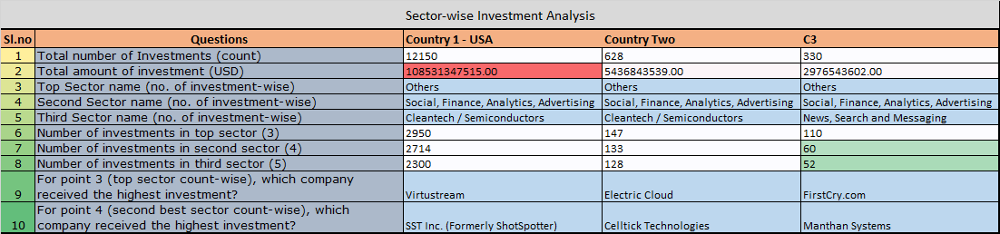 Sector-wise Investment Analysis
Sl.no Questions Country 1 - USA Country Two C3
1 Total number of Investments (count) 12150 628 330
2 Total amount of investment (USD) 108531347515.00 5436843539.00 2976543602.00
3 Top Sector name (no. of investment-wise) Others Others Others
4 Second Sector name (no. of investment-wise) Social, Finance, Analytics, Advertising Social, Finance, Analytics, Advertising Social, Finance, Analytics, Advertising
5 Third Sector name (no. of investment-wise) Cleantech / Semiconductors Cleantech / Semiconductors News, Search and Messaging
6 Number of investments in top sector (3) 2950 147 110
7 Number of investments in second sector (4) 2714 133 60
8 Number of investments in third sector (5) 2300 128 52
For point 3 (top sector count-wise), which company
9 received the highest investment? Virtustream Electric Cloud FirstCry.com
For point 4 (second best sector count-wise), which
10 company received the highest investment? SST Inc. (Formerly ShotSpotter) Celltick Technologies Manthan Systems